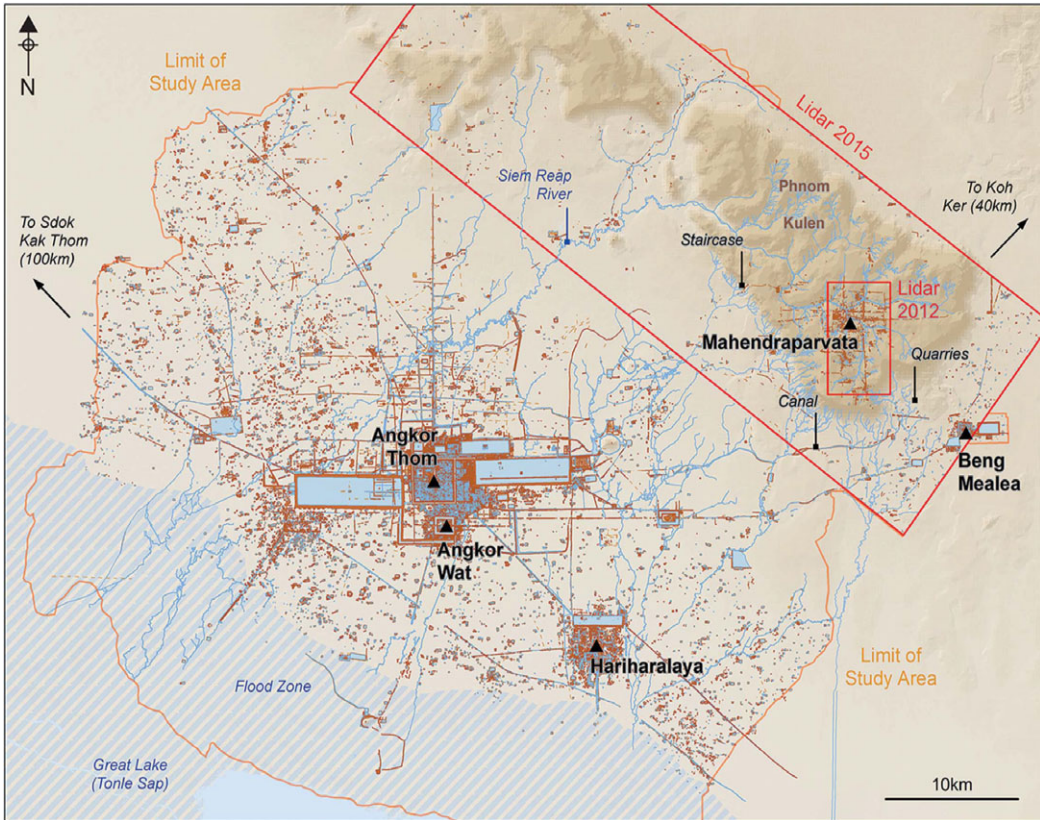 N
Limit of
Study Area
Lidar 2015
Siem Reap
River
Phnom
Kulen
To Koh
Ker (40km)
To Sdok
Kak Thom
(100km)
Staircase
Lidar
2012
Mahendraparvata
Quarries
Canal
Angkor
Thom
Beng
Mealea
Angkor
Wat
Hariharalaya
Limit of
Study Area
Flood Zone
Great Lake
(Tonle Sap)
10km